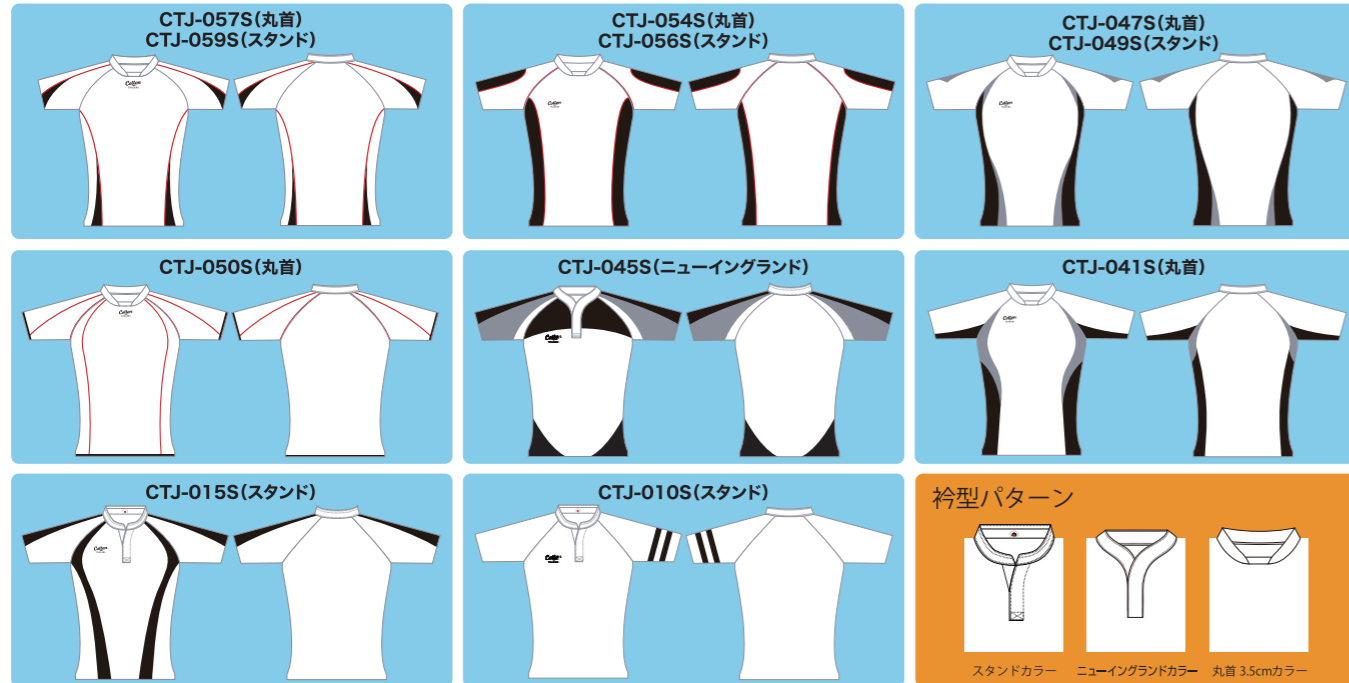 CTJ-057S(丸首)
CTJ-059S(スタンド)
CTJ-054S(丸首)
CTJ-056S(スタンド)
CTJ-047S(丸首)
CTJ-049S(スタンド)
CTJ-050S(丸首)
CTJ-045S(ニューイングランド)
CTJ-041S(丸首)
CTJ-015S(スタンド)
CTJ-010S(スタンド)
衿型パターン
スタンドカラー
ニューイングランドカラー
丸首 3.5cmカラー